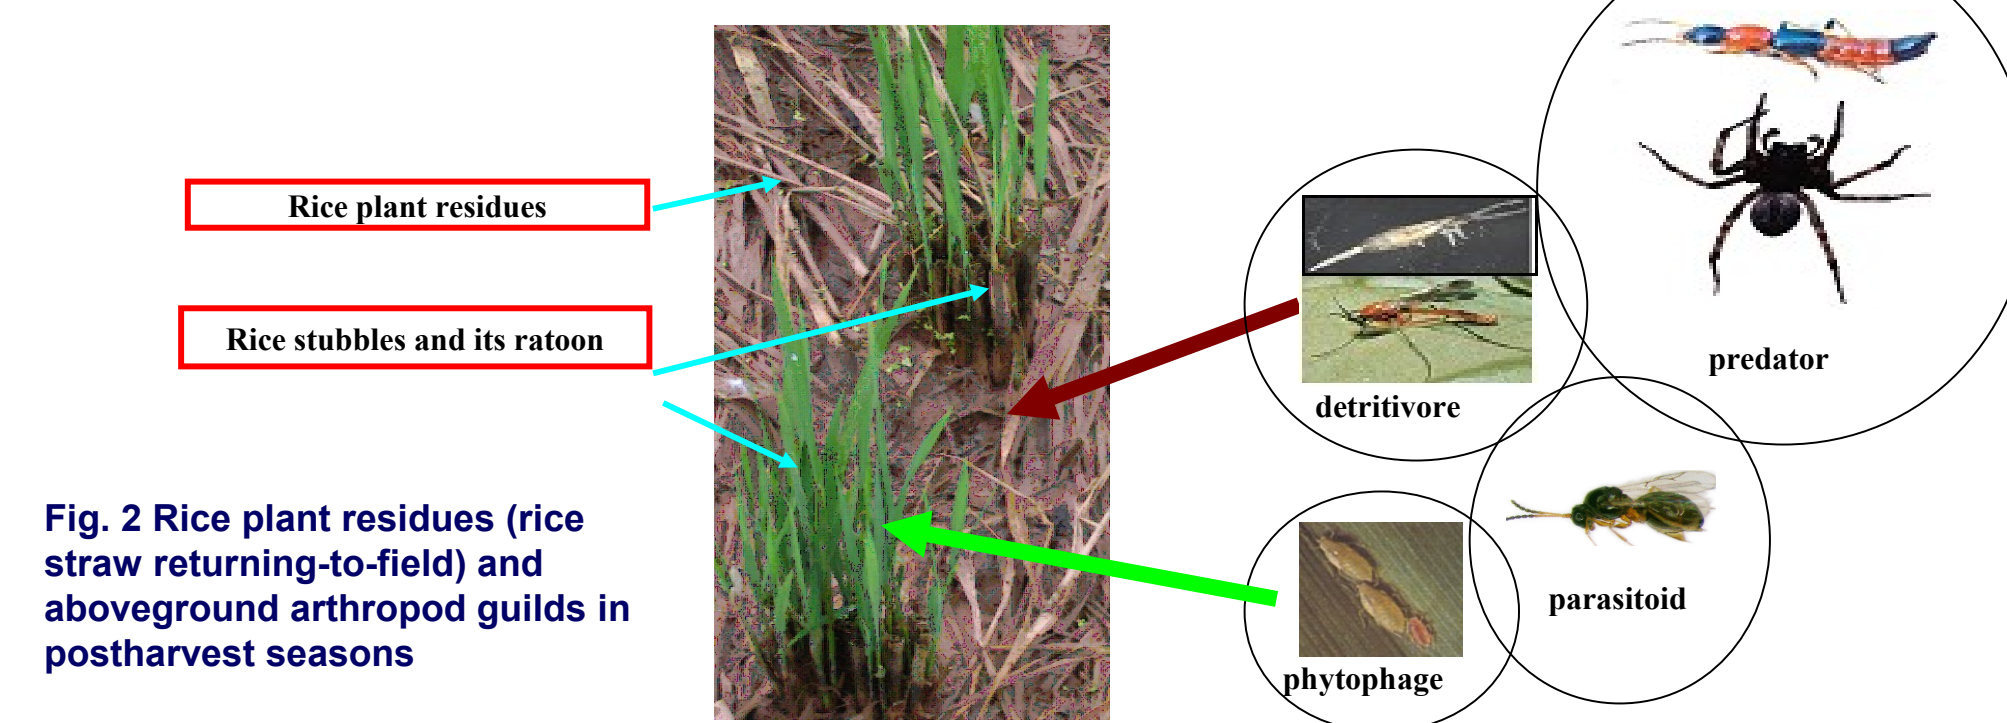 Rice plant residues
Rice stubbles and its ratoon
Fig. 2 Rice plant residues (rice
straw returning-to-field) and
aboveground arthropod guilds in
postharvest seasons
predator
detritivore
parasitoid
phytophage